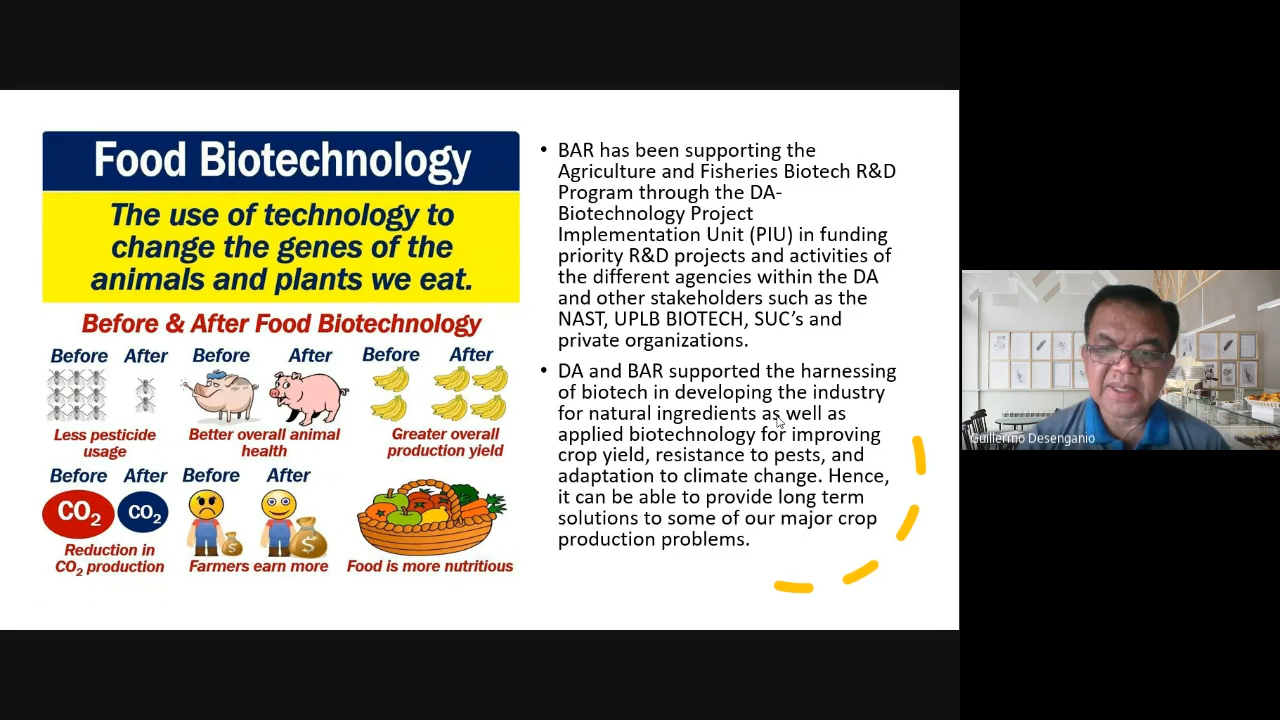 Food Biotechnology
The use of technology to
change the genes of the
animals and plants we eat.
Before & After Food Biotechnology
Before After
Less pesticide
usage
Before After
Better overall animal
health
Before After
Greater overall
production yield
Before After
CO2 CO2
Reduction in
CO2 production
Before After
$ $
Farmers earn more
Food is more nutritious
• BAR has been supporting the
Agriculture and Fisheries Biotech R&D
Program through the DA-
Biotechnology Project
Implementation Unit (PIU) in funding
priority R&D projects and activities of
the different agencies within the DA
and other stakeholders such as the
NAST, UPLB BIOTECH, SUC’s and
private organizations.
• DA and BAR supported the harnessing
of biotech in developing the industry
for natural ingredients as well as
applied biotechnology for improving
crop yield, resistance to pests, and
adaptation to climate change. Hence,
it can be able to provide long term
solutions to some of our major crop
production problems.
Guillermo Desenganio